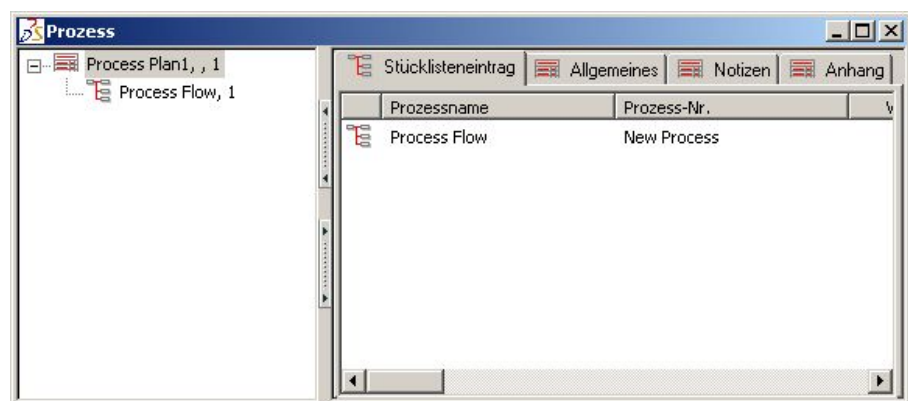 Prozess
Process Plan1, , 1
Process Flow, 1
Stücklisteneintrag Allgemeines Notizen Anhang
Prozessname Prozess-Nr.
Process Flow New Process